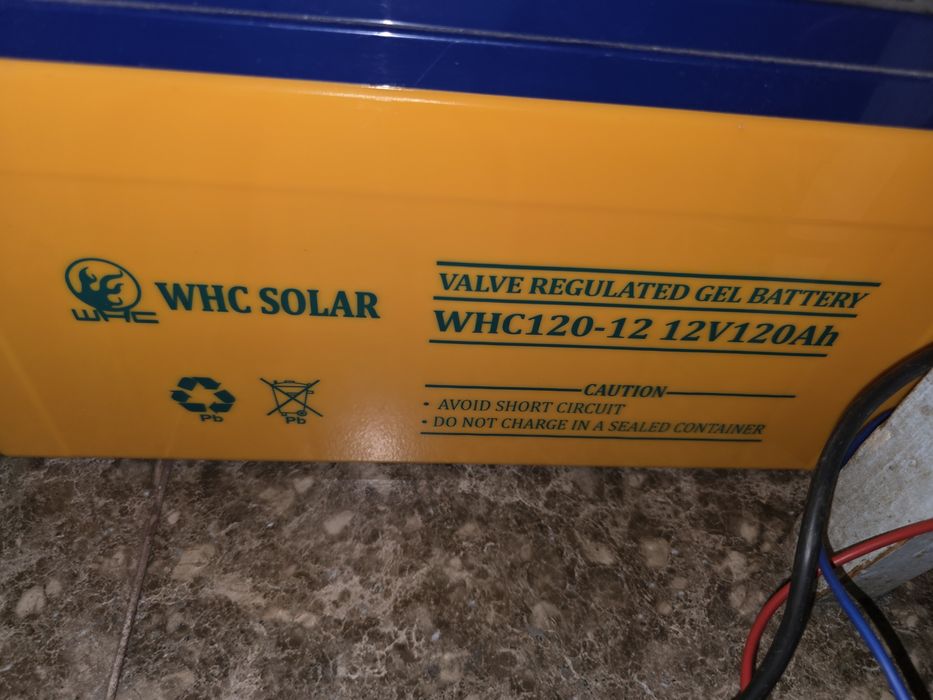 WHC
WHC SOLAR
VALVE REGULATED GEL BATTERY
WHC120-12 12V120Ah
Pb
Pb
CAUTION
• AVOID SHORT CIRCUIT
• DO NOT CHARGE IN A SEALED CONTAINER